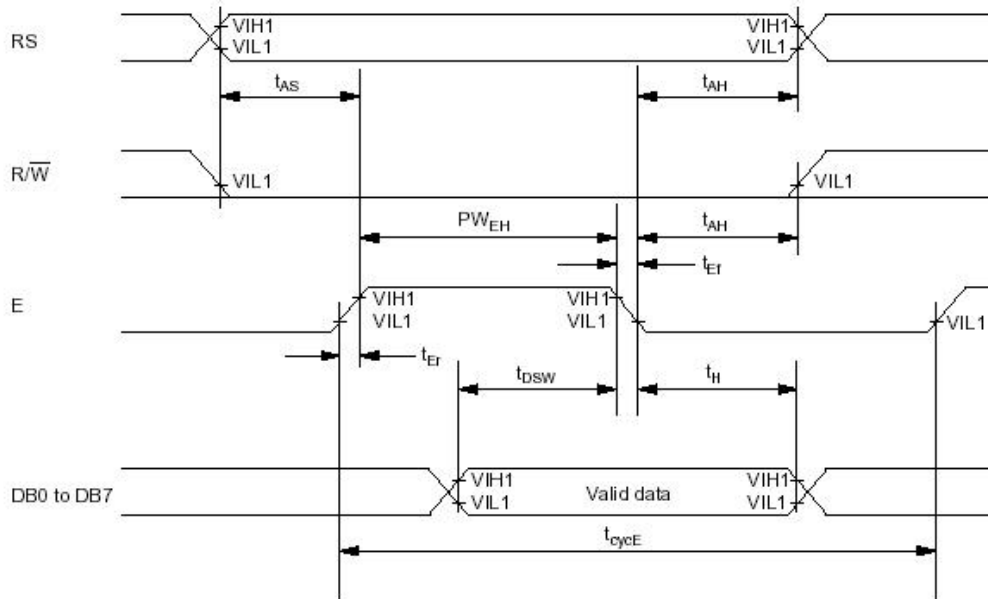 RS
VIH1
VIL1
VIH1
VIL1
tAS
tAH
R/W̅
VIL1
VIL1
PWEH
tAH
tEf
E
VIH1
VIL1
VIH1
VIL1
VIL1
tEr
tDSW
tH
DB0 to DB7
VIH1
VIL1
Valid data
VIH1
VIL1
tcycE